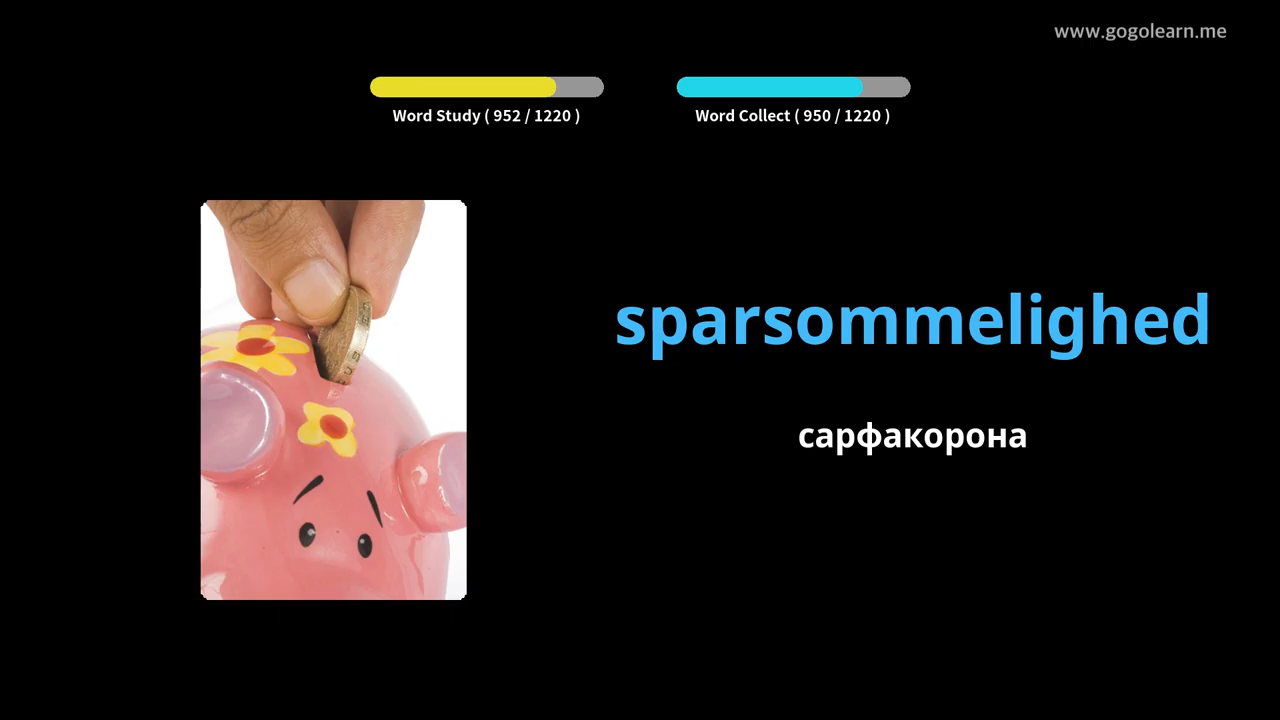 www.gogolearn.me
Word Study ( 952 / 1220 )
Word Collect ( 950 / 1220 )
sparsommelighed
сарфакорона